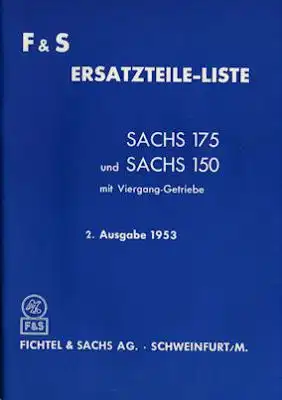 F & S
ERSATZTEILE-LISTE
SACHS 175
und SACHS 150
mit Viergang-Getriebe
2. Ausgabe 1953
F&S
FICHTEL & SACHS AG. · SCHWEINFURT/M.